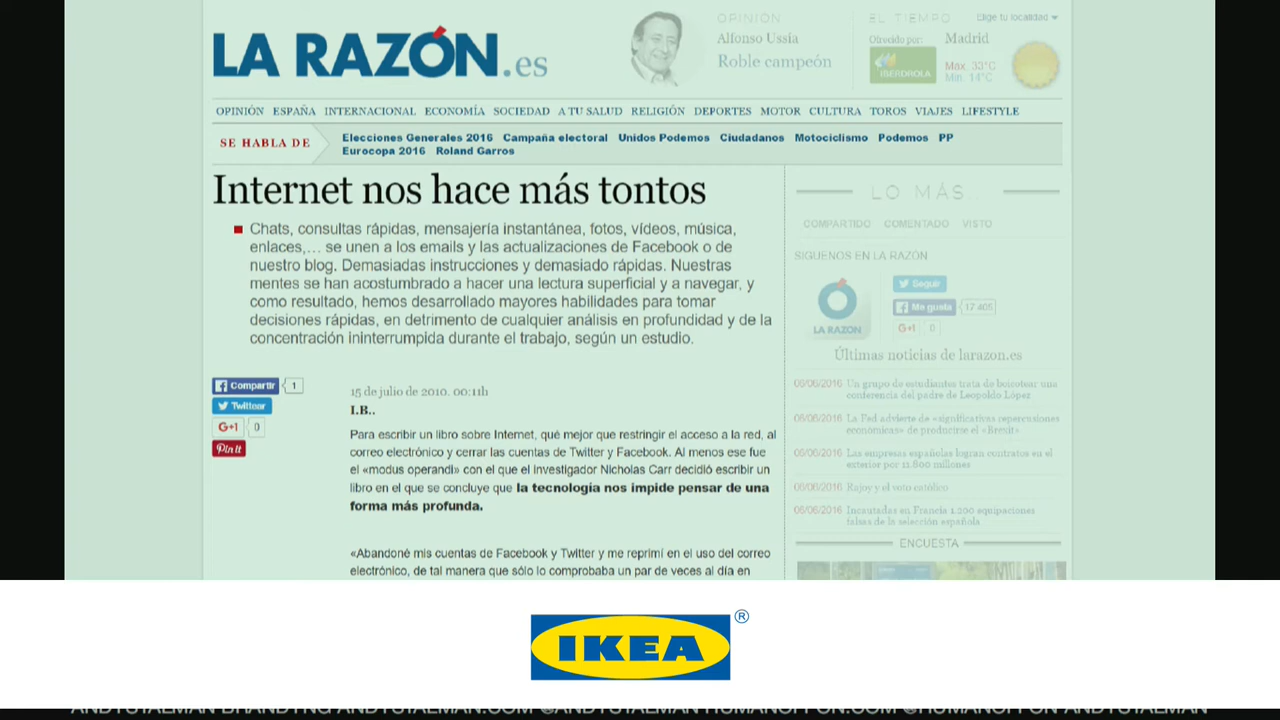 LA RAZÓN.es
OPINIÓN
Alfonso Ussía
Roble campeón
EL TIEMPO
Elige tu localidad
Ofrecido por:
IBERDROLA
Madrid
Máx. 33°C
Mín. 14°C
OPINIÓN ESPAÑA INTERNACIONAL ECONOMÍA SOCIEDAD A TU SALUD RELIGIÓN DEPORTES MOTOR CULTURA TOROS VIAJES LIFESTYLE
SE HABLA DE
Elecciones Generales 2016 Campaña electoral Unidos Podemos Ciudadanos Motociclismo Podemos PP
Eurocopa 2016 Roland Garros
Internet nos hace más tontos
Chats, consultas rápidas, mensajería instantánea, fotos, vídeos, música,
enlaces,… se unen a los emails y las actualizaciones de Facebook o de
nuestro blog. Demasiadas instrucciones y demasiado rápidas. Nuestras
mentes se han acostumbrado a hacer una lectura superficial y a navegar, y
como resultado, hemos desarrollado mayores habilidades para tomar
decisiones rápidas, en detrimento de cualquier análisis en profundidad y de la
concentración ininterrumpida durante el trabajo, según un estudio.
Compartir 1
Twittear
G+1 0
Pin it
15 de julio de 2010. 00:11h
I.B..
Para escribir un libro sobre Internet, qué mejor que restringir el acceso a la red, al
correo electrónico y cerrar las cuentas de Twitter y Facebook. Al menos ese fue
el «modus operandi» con el que el investigador Nicholas Carr decidió escribir un
libro en el que se concluye que la tecnología nos impide pensar de una
forma más profunda.
«Abandoné mis cuentas de Facebook y Twitter y me reprimí en el uso del correo
electrónico, de tal manera que sólo lo comprobaba un par de veces al día en
LO MÁS
COMPARTIDO COMENTADO VISTO
SÍGUENOS EN LA RAZÓN
LA RAZÓN
Seguir
Me gusta 17.405
G+1 0
Últimas noticias de larazon.es
06/06/2016 Un grupo de estudiantes trata de boicotear una
conferencia del padre de Leopoldo López
06/06/2016 La Fed advierte de «significativas repercusiones
económicas» de producirse el «Brexit»
06/06/2016 Las empresas españolas logran contratos en el
exterior por 11.800 millones
06/06/2016 Rajoy y el voto católico
06/06/2016 Incautadas en Francia 1.200 equipaciones
falsas de la selección española
ENCUESTA
IKEA®